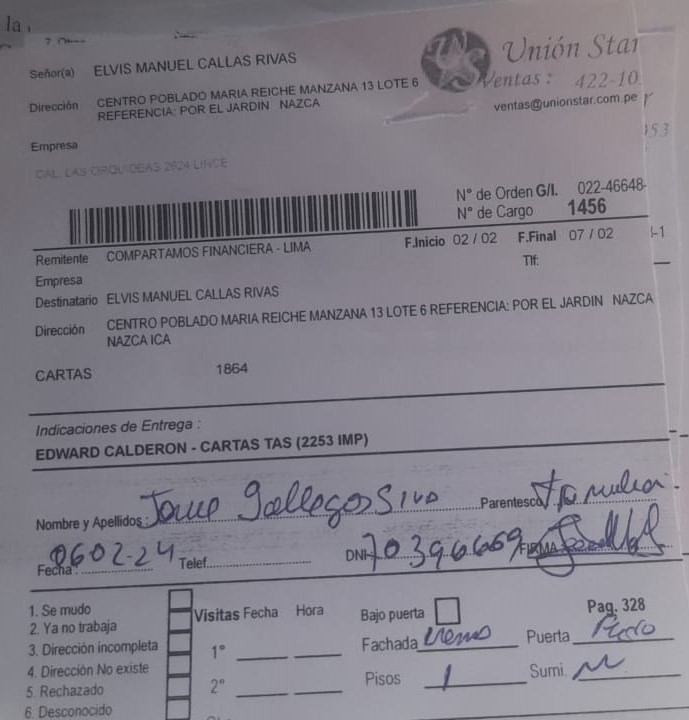 la
Señor(a) ELVIS MANUEL CALLAS RIVAS
Unión Star
Ventas : 422-10
ventas@unionstar.com.pe
Dirección CENTRO POBLADO MARIA REICHE MANZANA 13 LOTE 6
REFERENCIA: POR EL JARDIN NAZCA
Empresa
CAL. LAS ORQUIDEAS 2624 LINCE
N° de Orden G/I. 022-46648-
N° de Cargo 1456
Remitente COMPARTAMOS FINANCIERA - LIMA
F.Inicio 02 / 02 F.Final 07 / 02
Empresa Tlf:
Destinatario ELVIS MANUEL CALLAS RIVAS
Dirección CENTRO POBLADO MARIA REICHE MANZANA 13 LOTE 6 REFERENCIA: POR EL JARDIN NAZCA
NAZCA ICA
CARTAS 1864
Indicaciones de Entrega :
EDWARD CALDERON - CARTAS TAS (2253 IMP)
Nombre y Apellidos : Gallegos Parentesco
Fecha : 0602-24 Telef. DNI 70396669 FIRMA
1. Se mudo
2. Ya no trabaja
3. Dirección incompleta
4. Dirección No existe
5. Rechazado
6. Desconocido
Visitas Fecha Hora
1°
2°
Bajo puerta Pag. 328
Fachada Puerta
Pisos 1 Sumi.